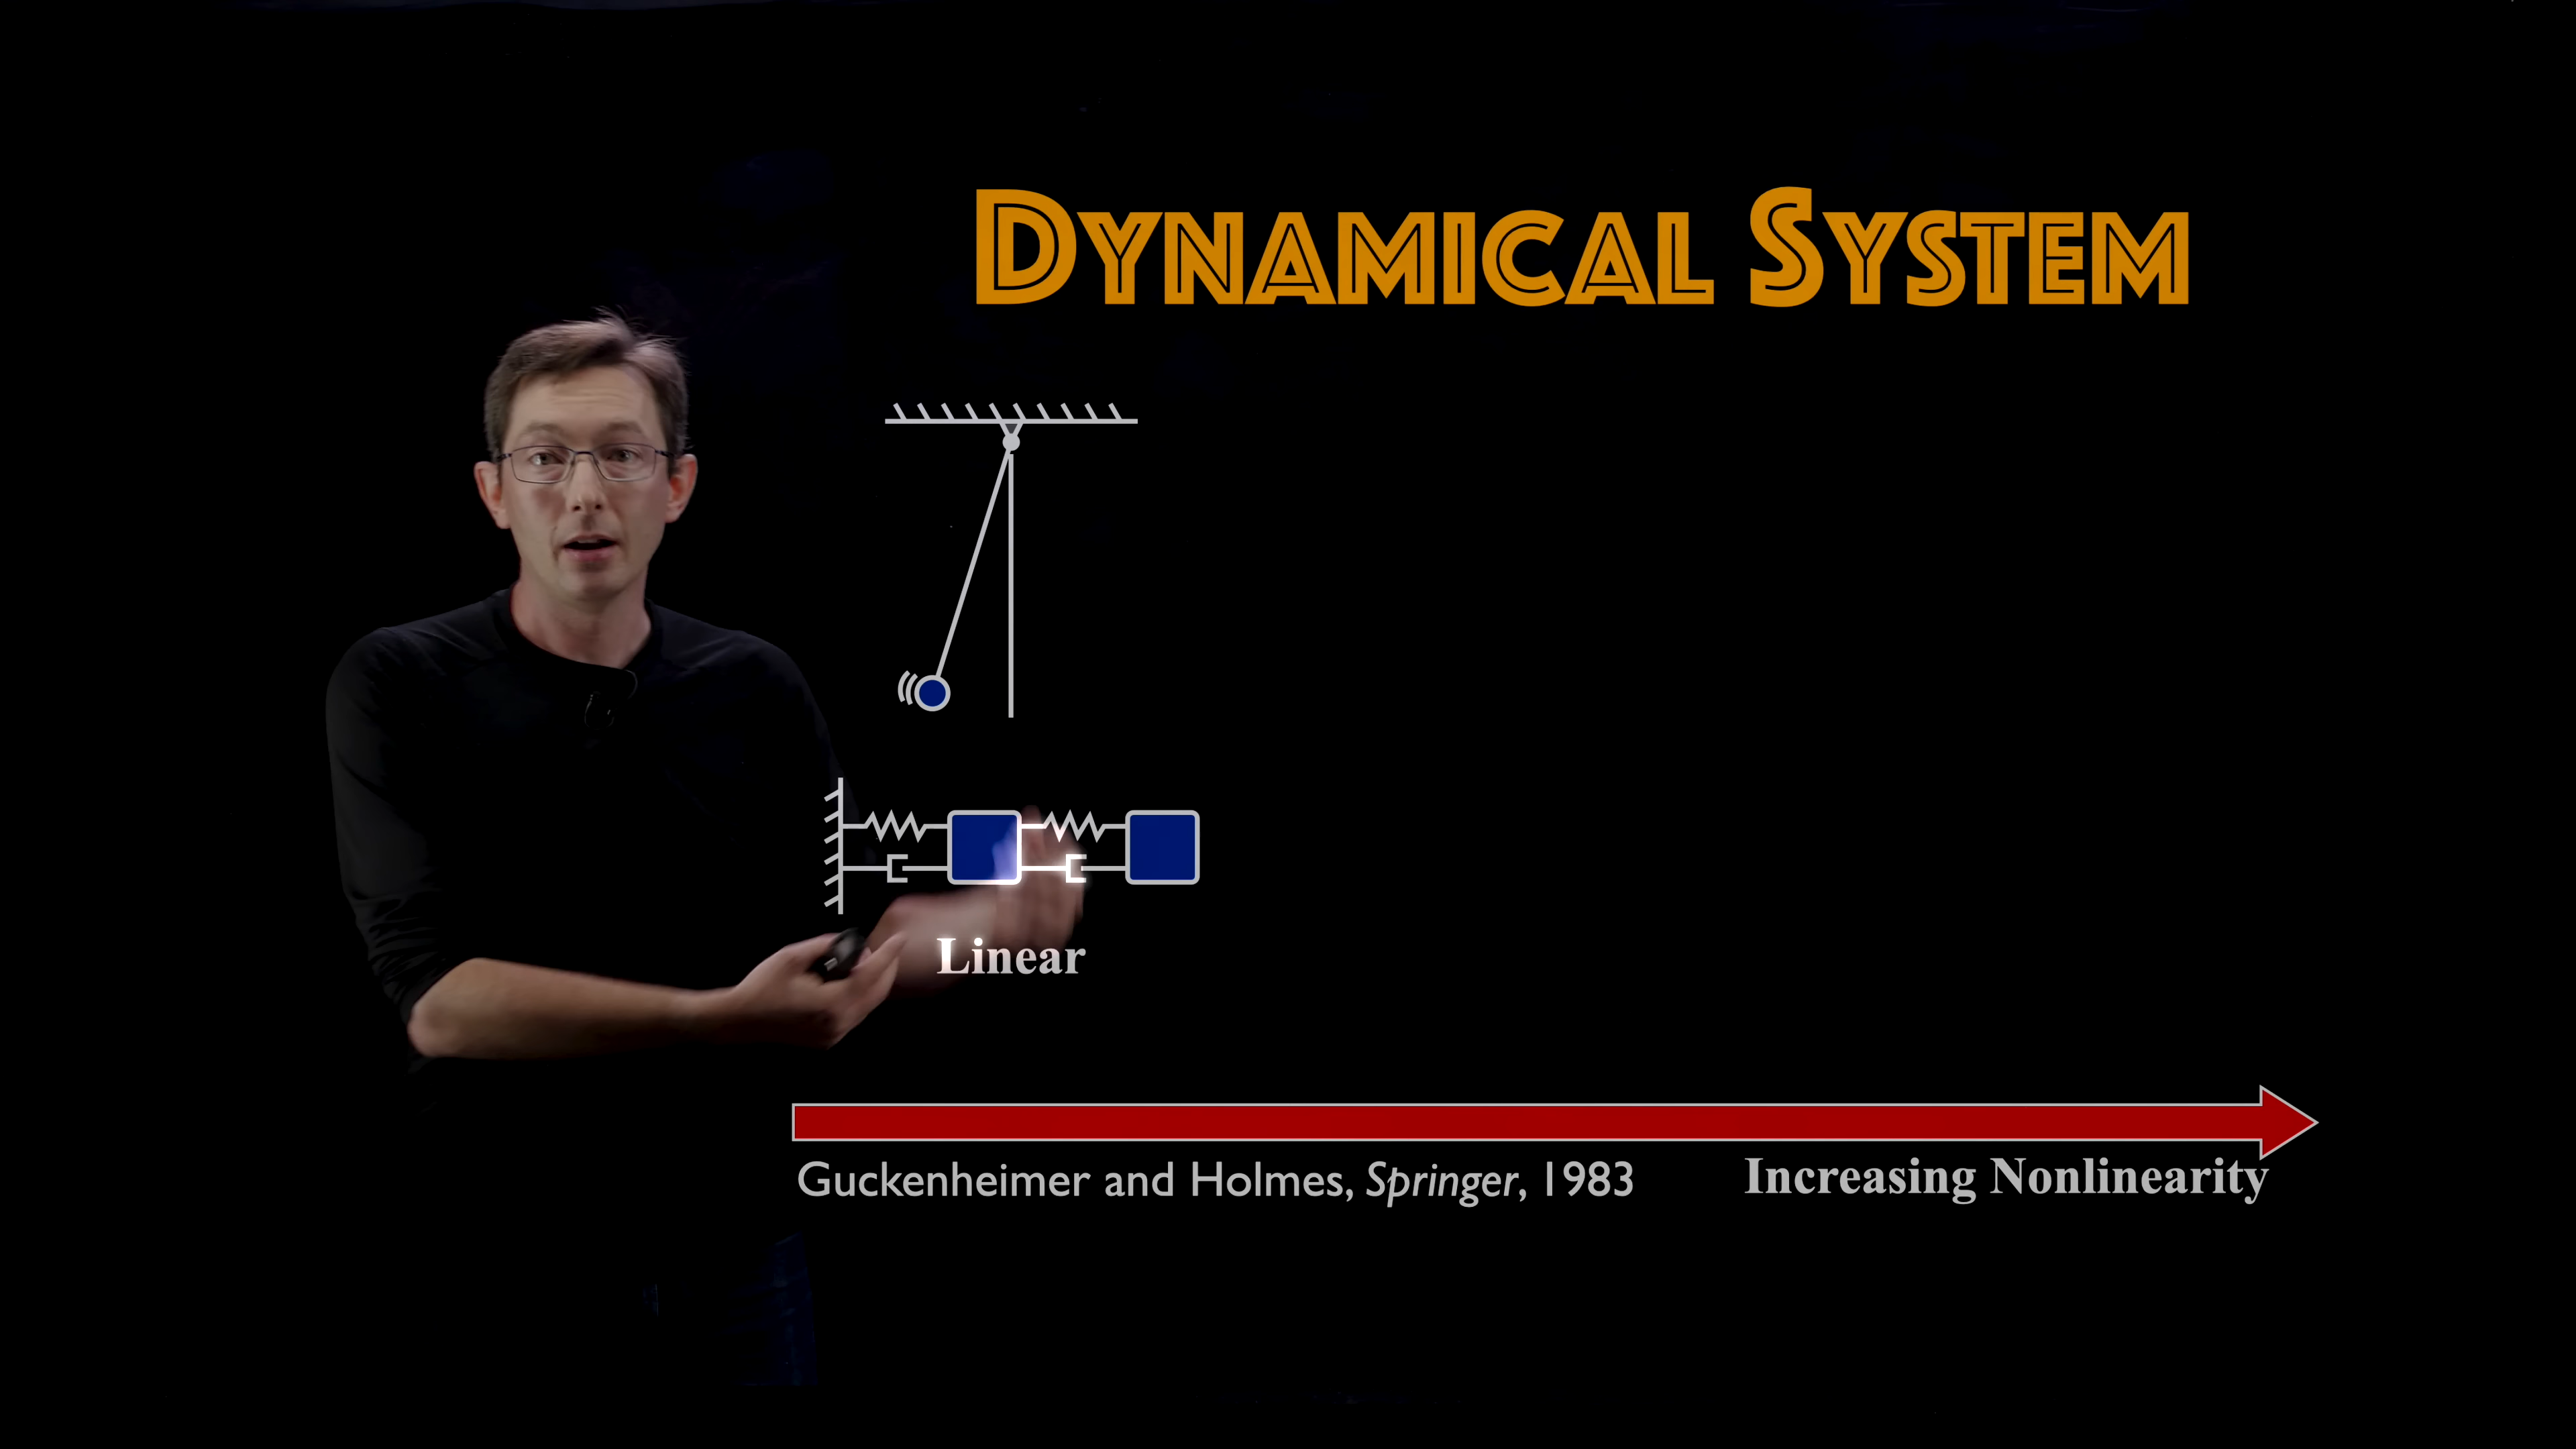 DYNAMICAL SYSTEM
Linear
Guckenheimer and Holmes, Springer, 1983
Increasing Nonlinearity